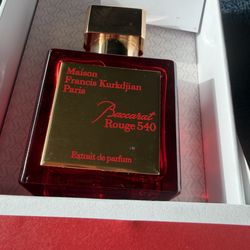 Maison
Francis Kurkdjian
Paris
Baccarat
Rouge 540
Extrait de parfum